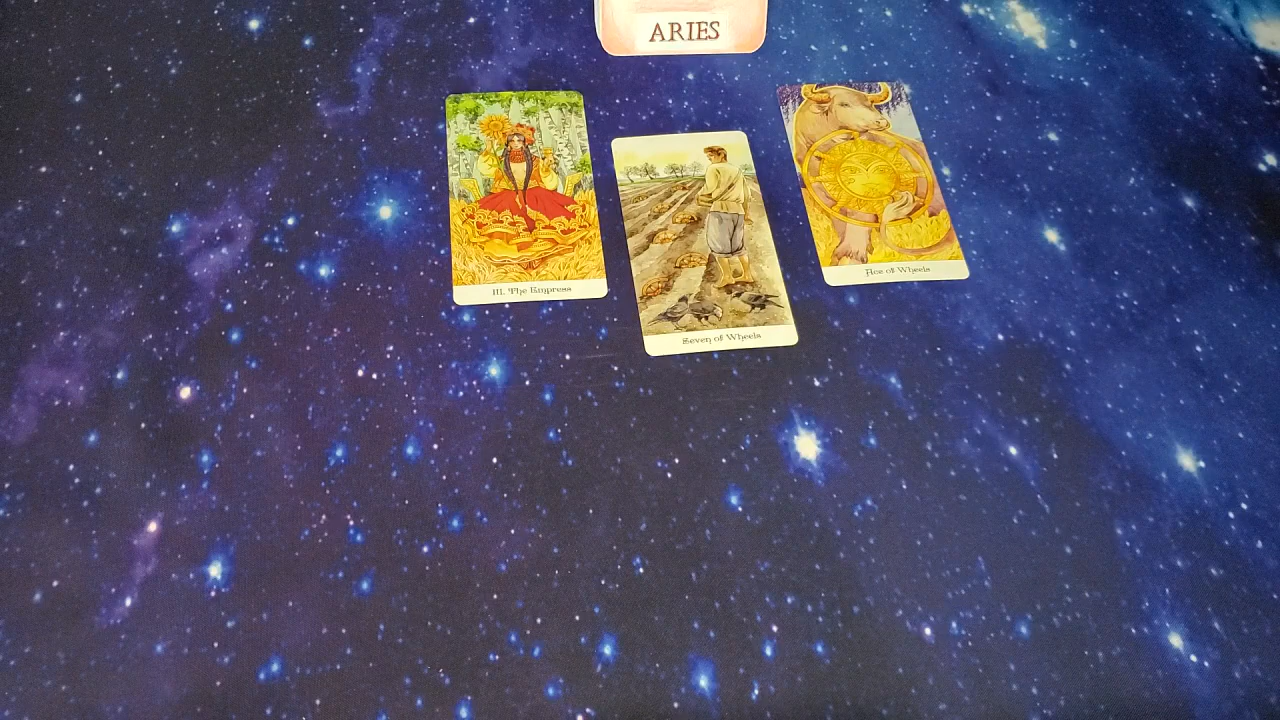 ARIES
III. The Empress
Seven of Wheels
Ace of Wheels